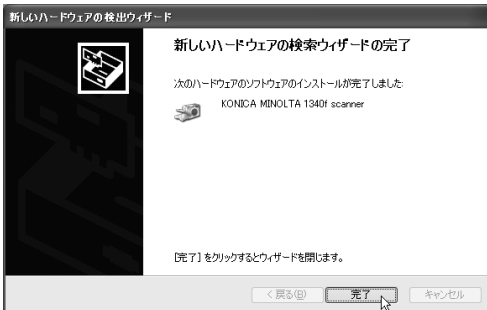 新しいハードウェアの検出ウィザード
新しいハードウェアの検索ウィザードの完了
次のハードウェアのソフトウェアのインストールが完了しました:
KONICA MINOLTA 1340f scanner
[完了] をクリックするとウィザードを閉じます。
< 戻る(B)
完了
キャンセル